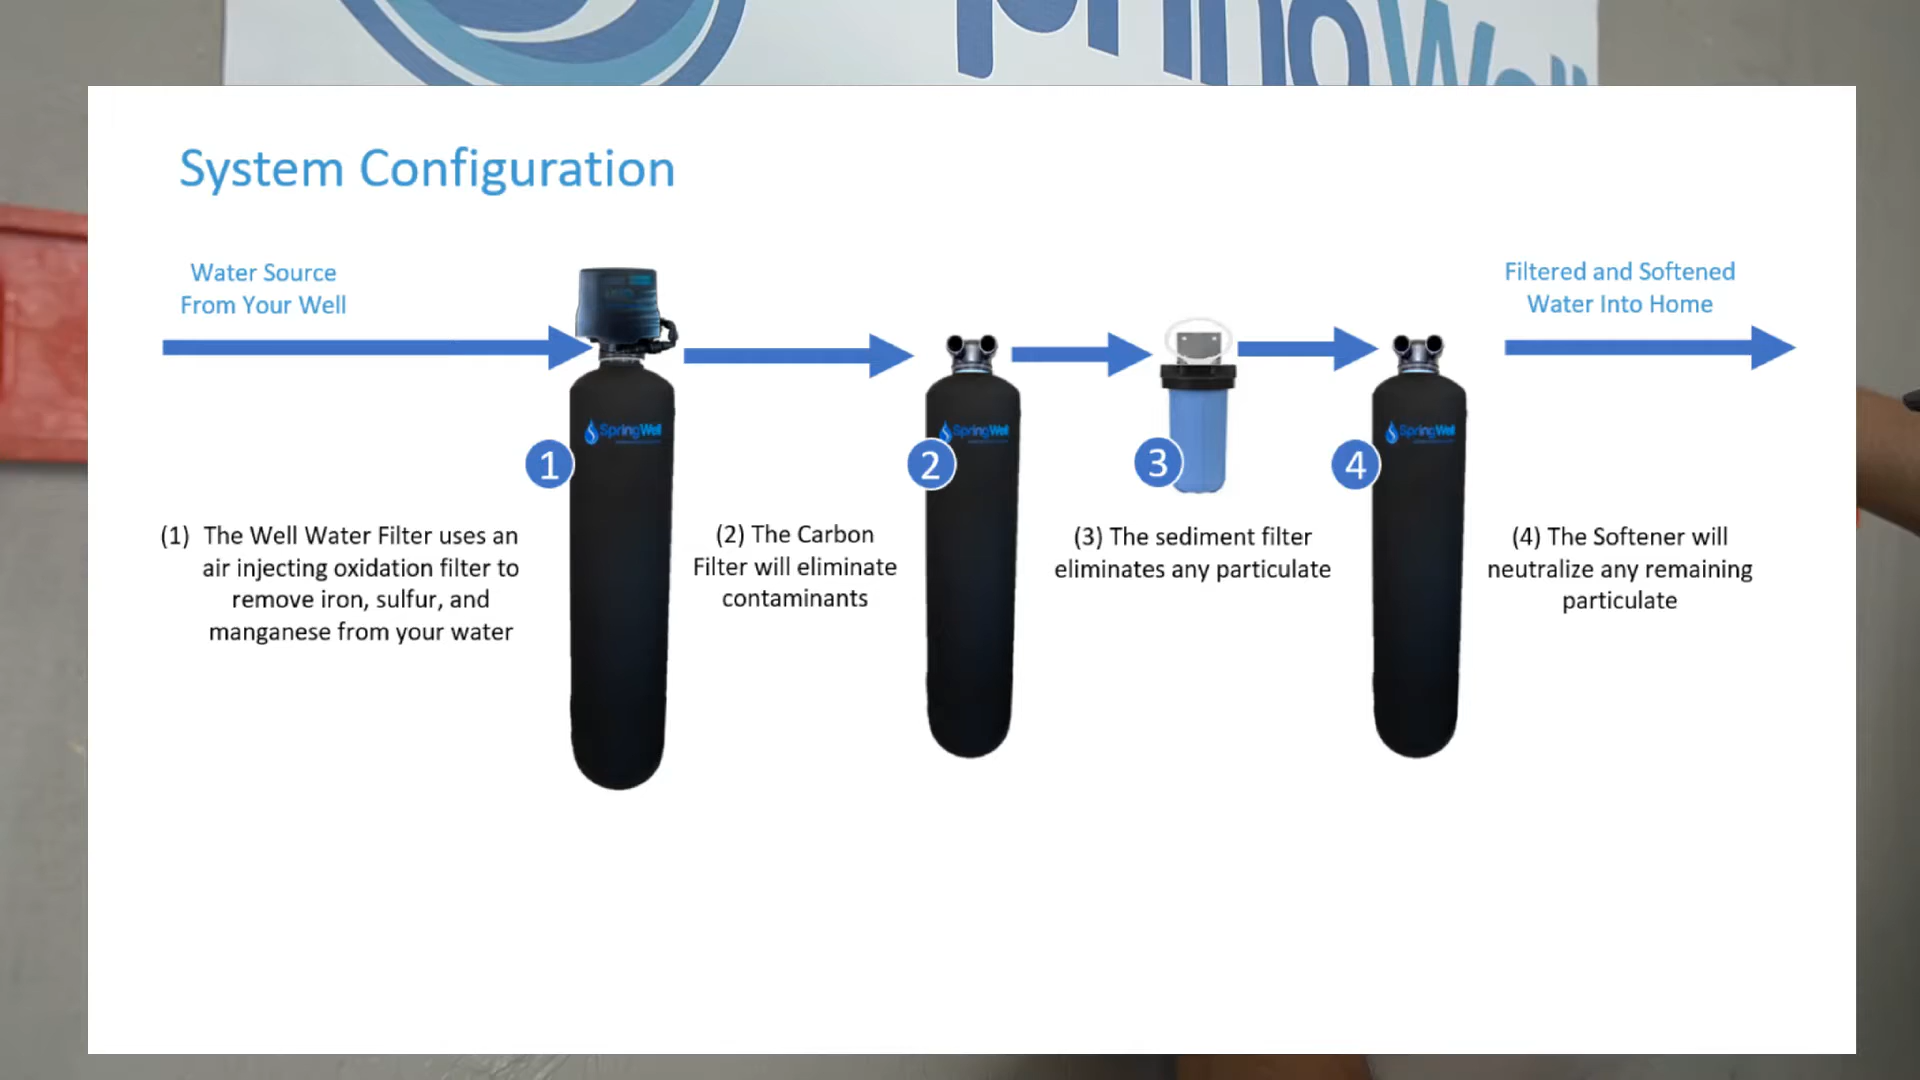 SpringWell
System Configuration
Water Source
From Your Well
Filtered and Softened
Water Into Home
SpringWell
SpringWell
SpringWell
1
2
3
4
(1) The Well Water Filter uses an
air injecting oxidation filter to
remove iron, sulfur, and
manganese from your water
(2) The Carbon
Filter will eliminate
contaminants
(3) The sediment filter
eliminates any particulate
(4) The Softener will
neutralize any remaining
particulate